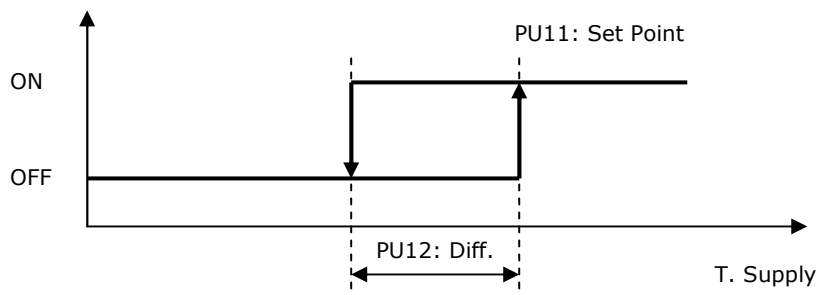 PU11: Set Point
ON
OFF
PU12: Diff.
T. Supply